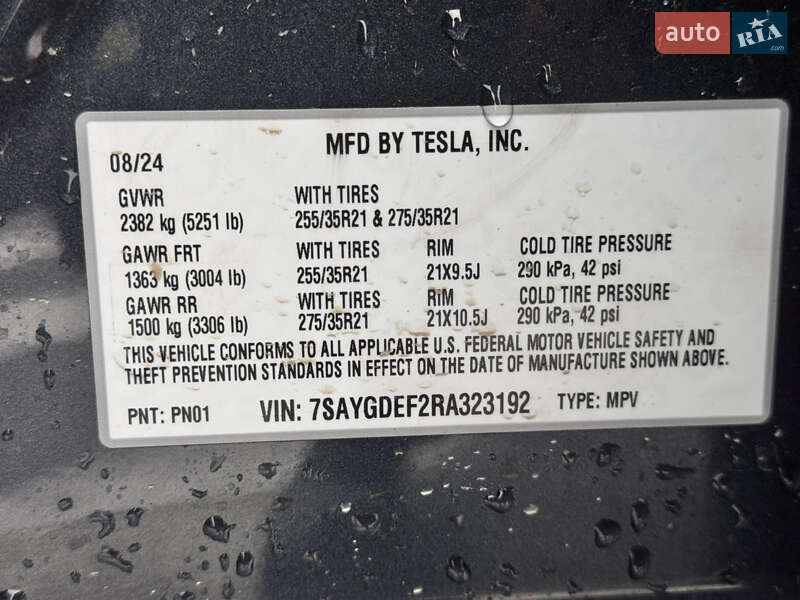 auto RIA .com
MFD BY TESLA, INC.
08/24
GVWR WITH TIRES
2382 kg (5251 lb) 255/35R21 & 275/35R21
GAWR FRT WITH TIRES RIM COLD TIRE PRESSURE
1363 kg (3004 lb) 255/35R21 21X9.5J 290 kPa, 42 psi
GAWR RR WITH TIRES RIM COLD TIRE PRESSURE
1500 kg (3306 lb) 275/35R21 21X10.5J 290 kPa, 42 psi
THIS VEHICLE CONFORMS TO ALL APPLICABLE U.S. FEDERAL MOTOR VEHICLE SAFETY AND
THEFT PREVENTION STANDARDS IN EFFECT ON THE DATE OF MANUFACTURE SHOWN ABOVE.
PNT: PN01 VIN: 7SAYGDEF2RA323192 TYPE: MPV